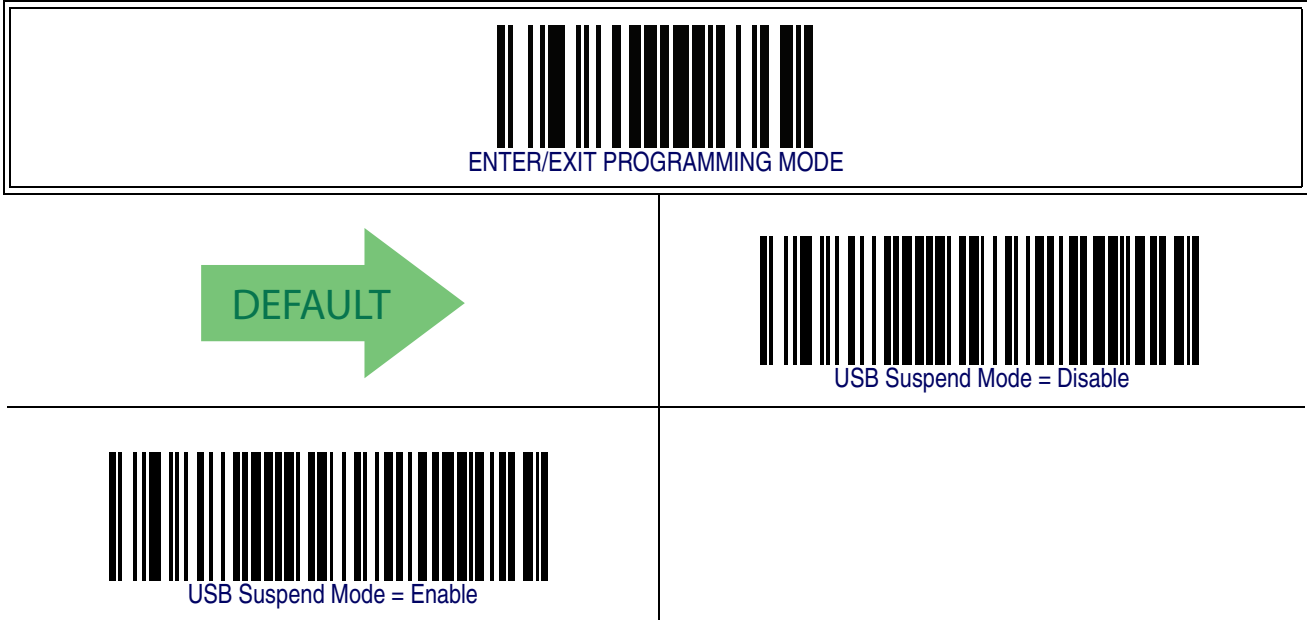 ENTER/EXIT PROGRAMMING MODE
DEFAULT
USB Suspend Mode = Disable
USB Suspend Mode = Enable